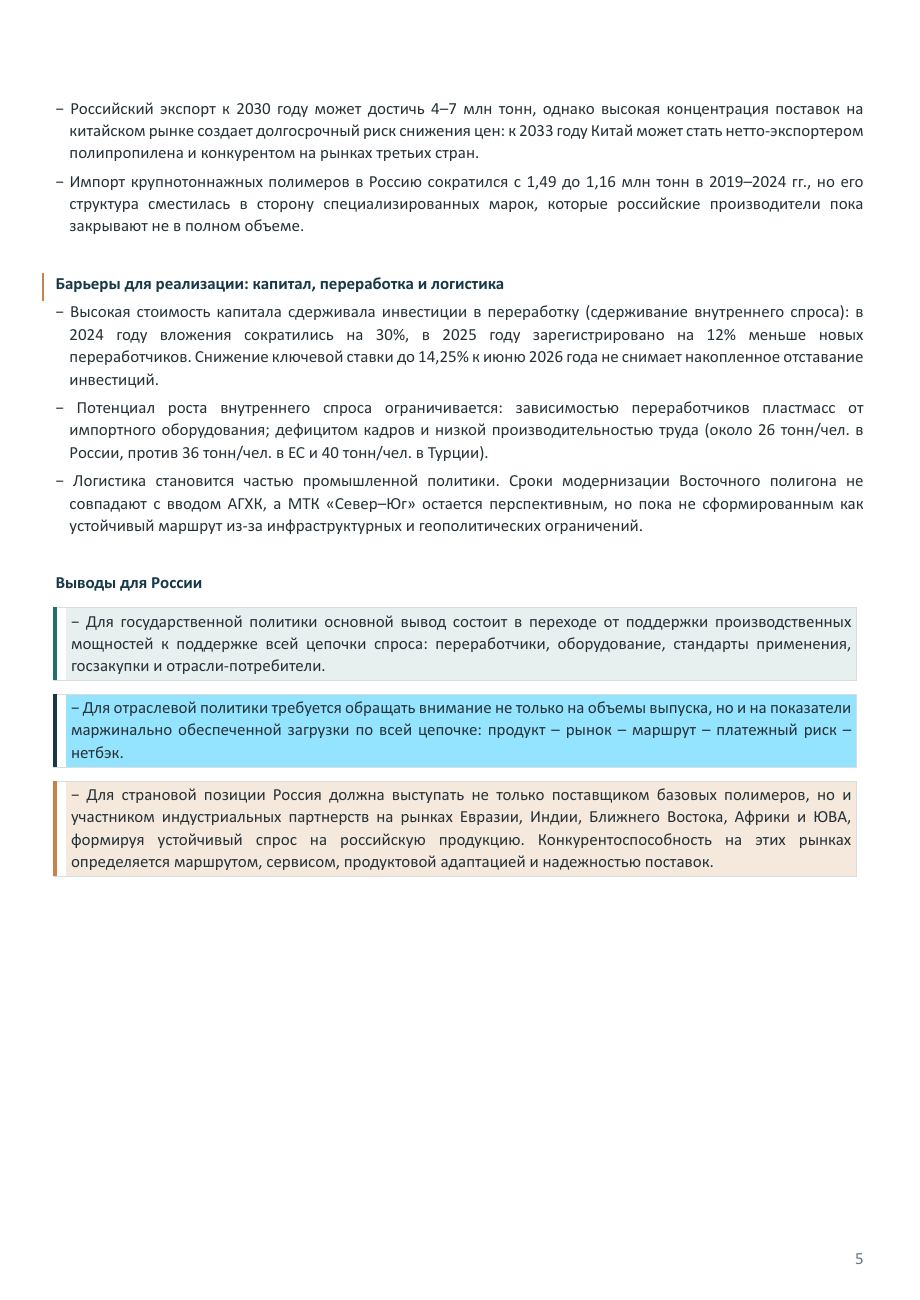 − Российский экспорт к 2030 году может достичь 4–7 млн тонн, однако высокая концентрация поставок на
китайском рынке создает долгосрочный риск снижения цен: к 2033 году Китай может стать нетто-экспортером
полипропилена и конкурентом на рынках третьих стран.
− Импорт крупнотоннажных полимеров в Россию сократился с 1,49 до 1,16 млн тонн в 2019–2024 гг., но его
структура сместилась в сторону специализированных марок, которые российские производители пока
закрывают не в полном объеме.
Барьеры для реализации: капитал, переработка и логистика
− Высокая стоимость капитала сдерживала инвестиции в переработку (сдерживание внутреннего спроса): в
2024 году вложения сократились на 30%, в 2025 году зарегистрировано на 12% меньше новых
переработчиков. Снижение ключевой ставки до 14,25% к июню 2026 года не снимает накопленное отставание
инвестиций.
− Потенциал роста внутреннего спроса ограничивается: зависимостью переработчиков пластмасс от
импортного оборудования; дефицитом кадров и низкой производительностью труда (около 26 тонн/чел. в
России, против 36 тонн/чел. в ЕС и 40 тонн/чел. в Турции).
− Логистика становится частью промышленной политики. Сроки модернизации Восточного полигона не
совпадают с вводом АГХК, а МТК «Север–Юг» остается перспективным, но пока не сформированным как
устойчивый маршрут из-за инфраструктурных и геополитических ограничений.
Выводы для России
− Для государственной политики основной вывод состоит в переходе от поддержки производственных
мощностей к поддержке всей цепочки спроса: переработчики, оборудование, стандарты применения,
госзакупки и отрасли-потребители.
− Для отраслевой политики требуется обращать внимание не только на объемы выпуска, но и на показатели
маржинально обеспеченной загрузки по всей цепочке: продукт – рынок – маршрут – платежный риск –
нетбэк.
− Для страновой позиции Россия должна выступать не только поставщиком базовых полимеров, но и
участником индустриальных партнерств на рынках Евразии, Индии, Ближнего Востока, Африки и ЮВА,
формируя устойчивый спрос на российскую продукцию. Конкурентоспособность на этих рынках
определяется маршрутом, сервисом, продуктовой адаптацией и надежностью поставок.
5